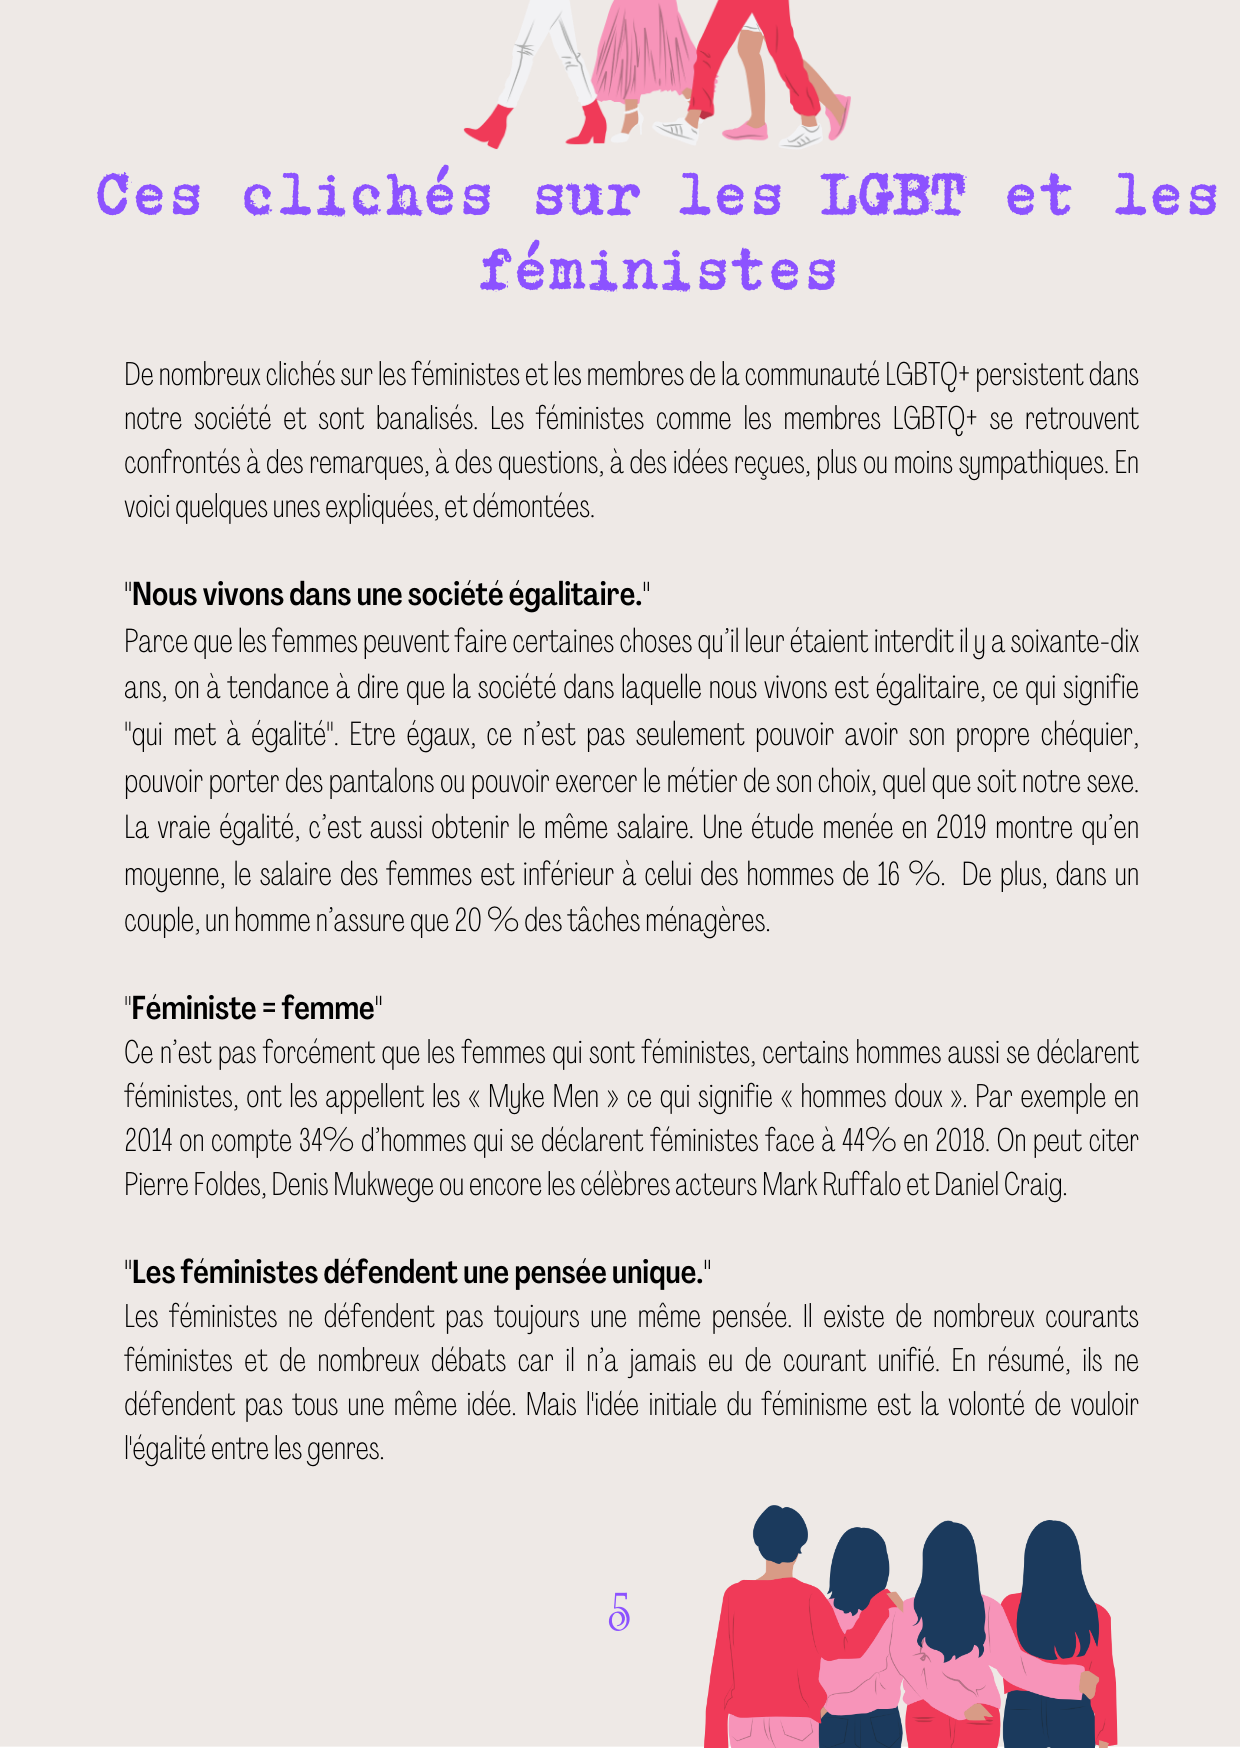 Ces clichés sur les LGBT et les
féministes
De nombreux clichés sur les féministes et les membres de la communauté LGBTQ+ persistent dans
notre société et sont banalisés. Les féministes comme les membres LGBTQ+ se retrouvent
confrontés à des remarques, à des questions, à des idées reçues, plus ou moins sympathiques. En
voici quelques unes expliquées, et démontées.
"Nous vivons dans une société égalitaire."
Parce que les femmes peuvent faire certaines choses qu’il leur étaient interdit il y a soixante-dix
ans, on à tendance à dire que la société dans laquelle nous vivons est égalitaire, ce qui signifie
"qui met à égalité". Etre égaux, ce n’est pas seulement pouvoir avoir son propre chéquier,
pouvoir porter des pantalons ou pouvoir exercer le métier de son choix, quel que soit notre sexe.
La vraie égalité, c’est aussi obtenir le même salaire. Une étude menée en 2019 montre qu’en
moyenne, le salaire des femmes est inférieur à celui des hommes de 16 %. De plus, dans un
couple, un homme n’assure que 20 % des tâches ménagères.
"Féministe = femme"
Ce n’est pas forcément que les femmes qui sont féministes, certains hommes aussi se déclarent
féministes, ont les appellent les « Myke Men » ce qui signifie « hommes doux ». Par exemple en
2014 on compte 34% d’hommes qui se déclarent féministes face à 44% en 2018. On peut citer
Pierre Foldes, Denis Mukwege ou encore les célèbres acteurs Mark Ruffalo et Daniel Craig.
"Les féministes défendent une pensée unique."
Les féministes ne défendent pas toujours une même pensée. Il existe de nombreux courants
féministes et de nombreux débats car il n’a jamais eu de courant unifié. En résumé, ils ne
défendent pas tous une même idée. Mais l'idée initiale du féminisme est la volonté de vouloir
l'égalité entre les genres.
5